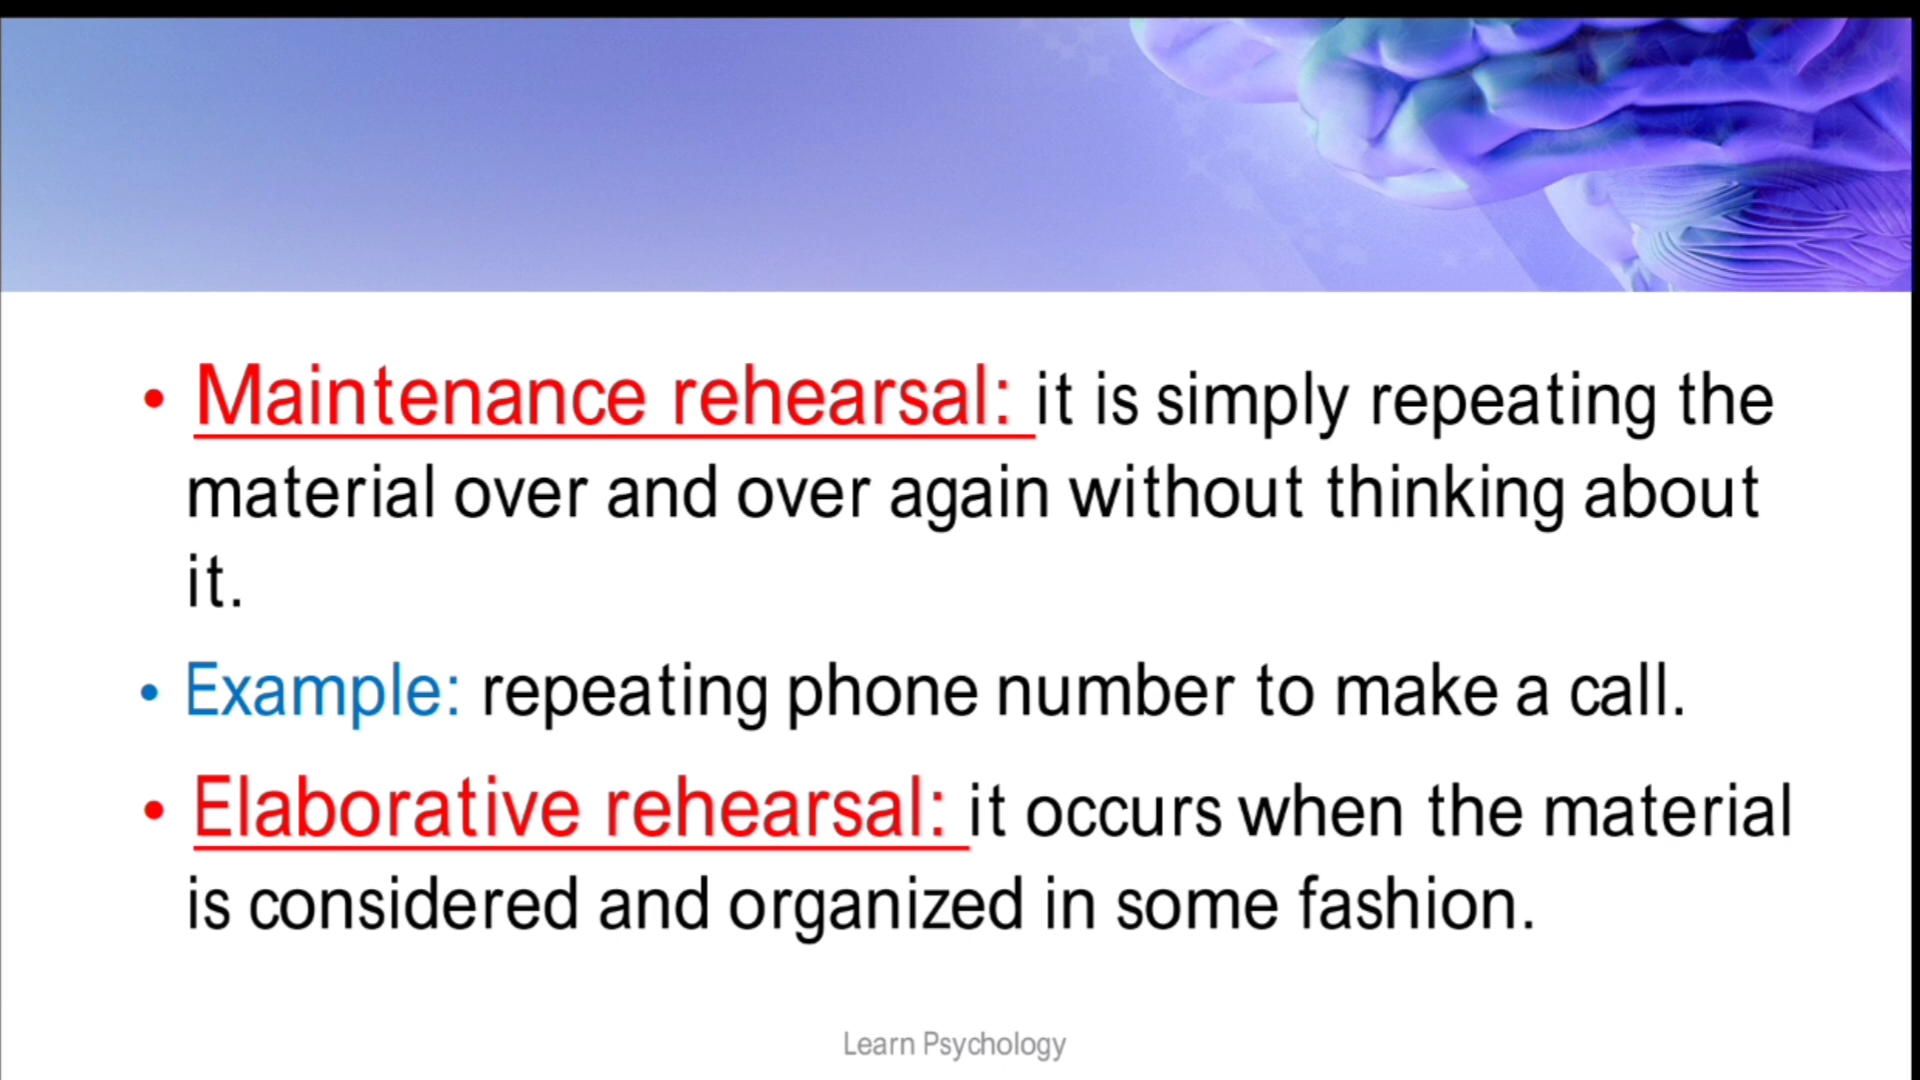 • Maintenance rehearsal: it is simply repeating the
material over and over again without thinking about
it.
• Example: repeating phone number to make a call.
• Elaborative rehearsal: it occurs when the material
is considered and organized in some fashion.
Learn Psychology